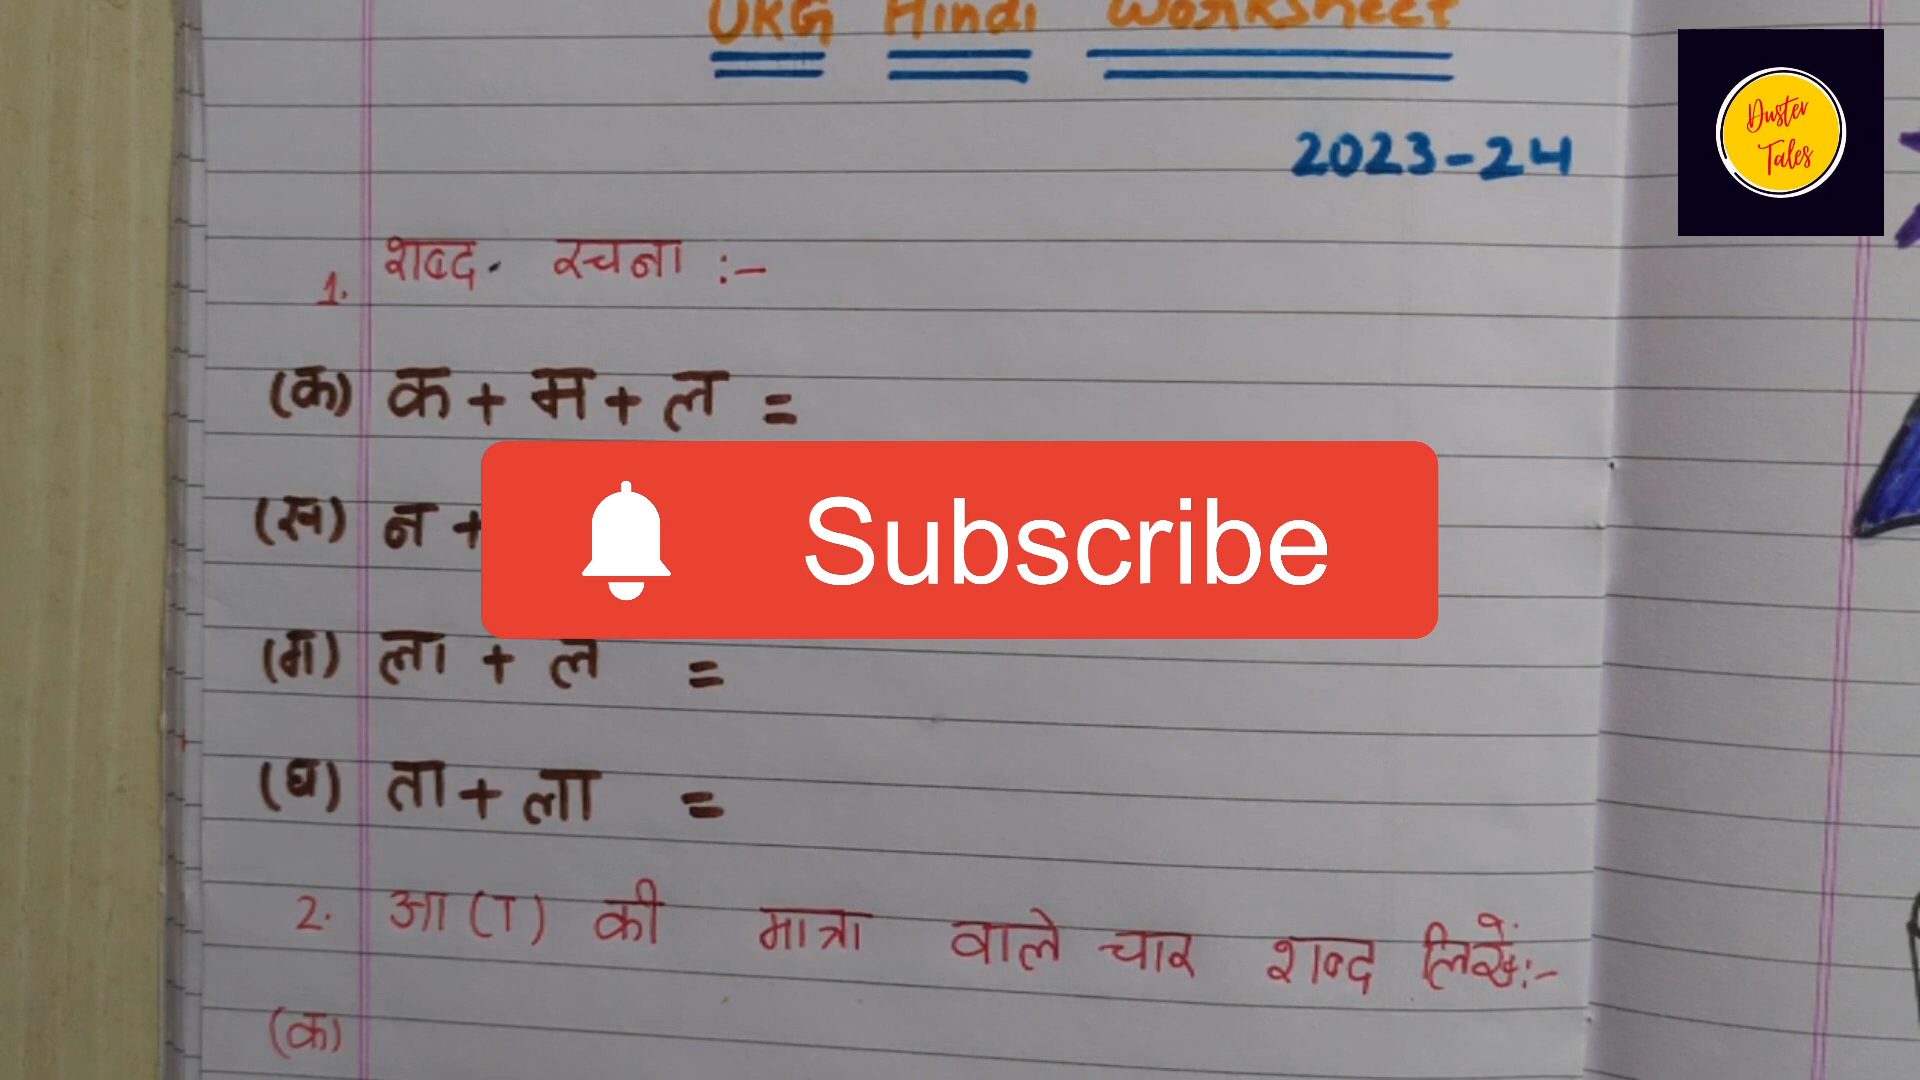 UKG Hindi Worksheet
Duster
Tales
2023-24
1. शब्द रचना :-
(क) क + म + ल =
(ख) न +
Subscribe
(ग) ला + ल =
(घ) ता + ला =
2. आ (ा) की मात्रा वाले चार शब्द लिखें:-
(क)